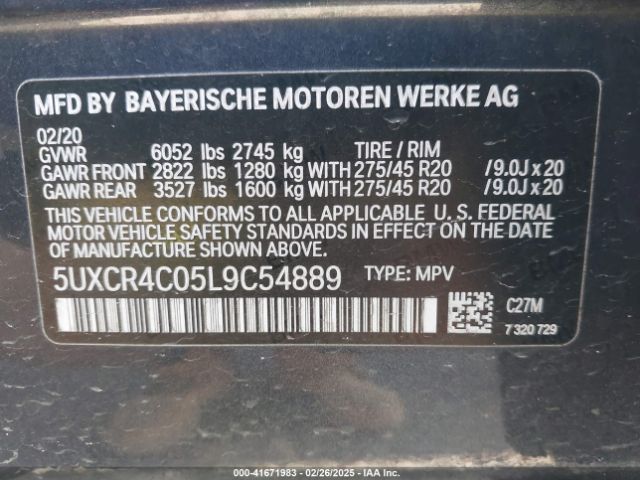 MFD BY BAYERISCHE MOTOREN WERKE AG
02/20
GVWR 6052 lbs 2745 kg TIRE / RIM
GAWR FRONT 2822 lbs 1280 kg WITH 275/45 R20 /9.0J x 20
GAWR REAR 3527 lbs 1600 kg WITH 275/45 R20 /9.0J x 20
THIS VEHICLE CONFORMS TO ALL APPLICABLE U. S. FEDERAL
MOTOR VEHICLE SAFETY STANDARDS IN EFFECT ON THE DATE
OF MANUFACTURE SHOWN ABOVE.
5UXCR4C05L9C54889 TYPE: MPV
C27M
7 320 729
000-41671983 - 02/26/2025 - IAA Inc.